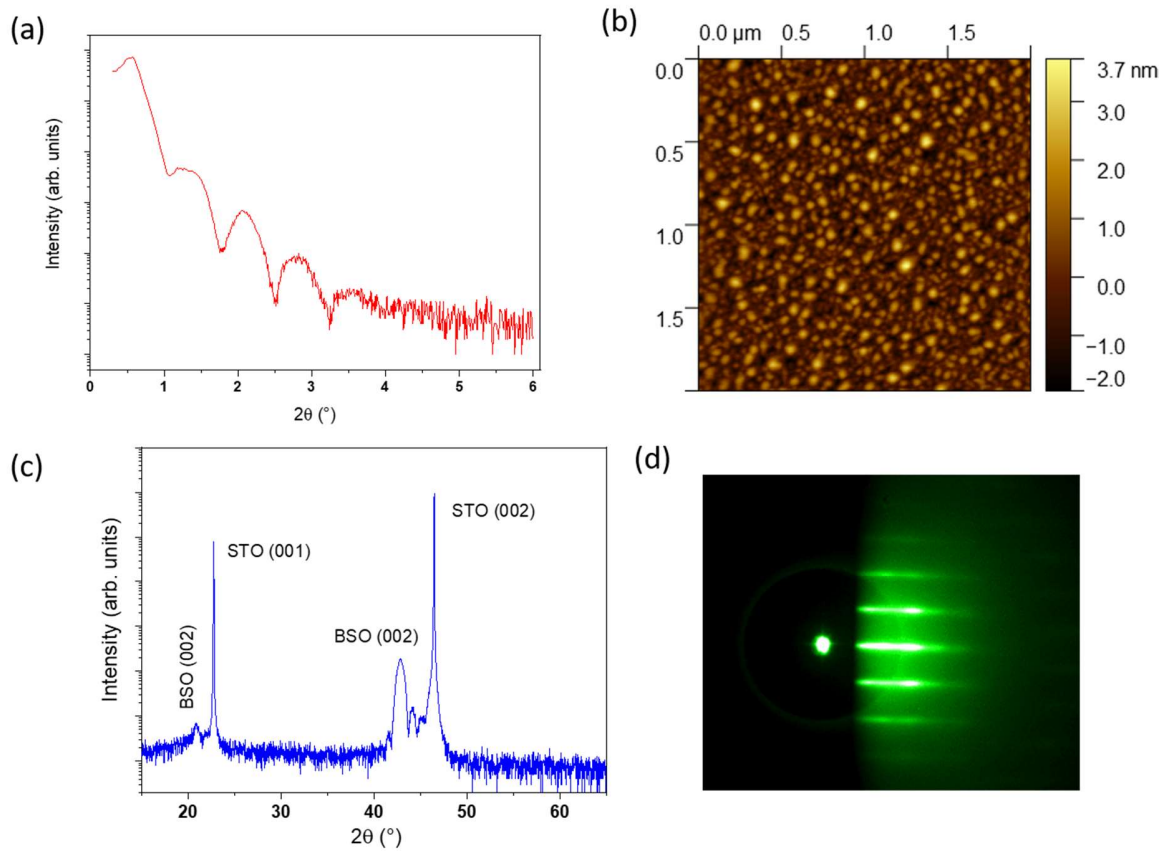 (a)
Intensity (arb. units)
0 1 2 3 4 5 6
2θ (°)
(b)
0.0 µm 0.5 1.0 1.5
0.0
0.5
1.0
1.5
3.7 nm
3.0
2.0
1.0
0.0
−1.0
−2.0
(c)
Intensity (arb. units)
BSO (002)
STO (001)
BSO (002)
STO (002)
20 30 40 50 60
2θ (°)
(d)